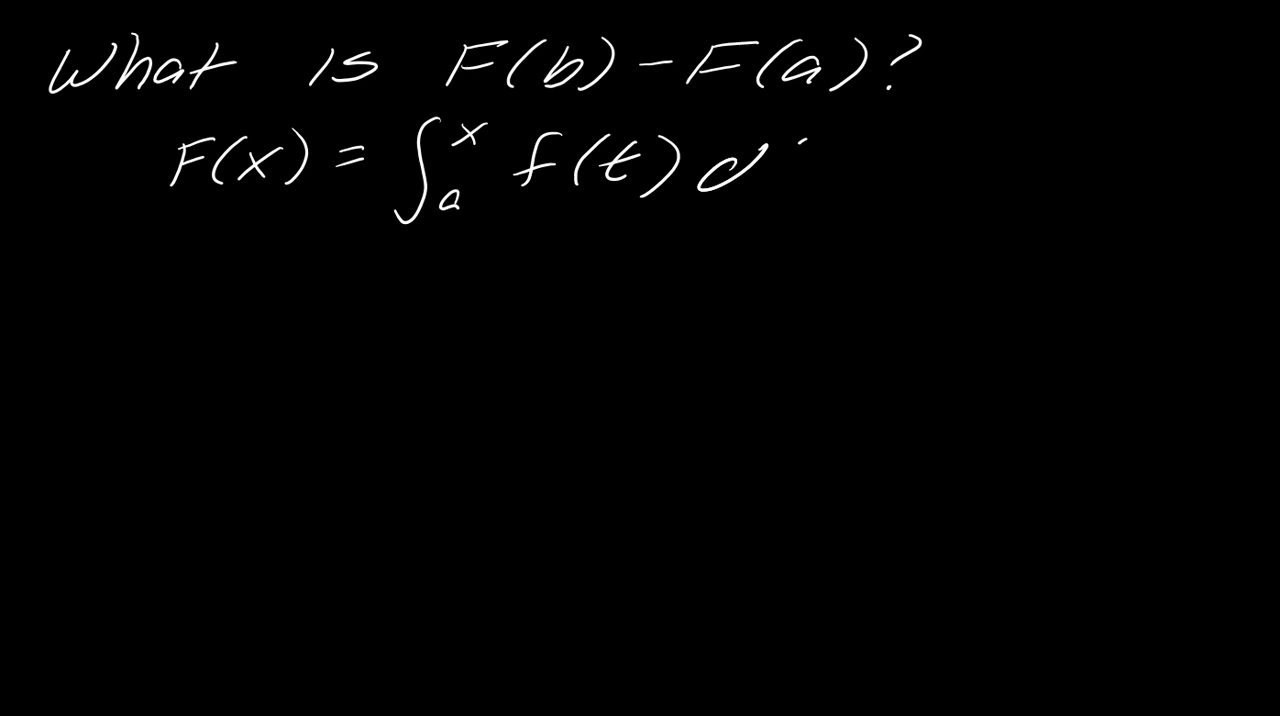 What is F(b)-F(a)?
F(x) = ∫ₐˣ f(t) d